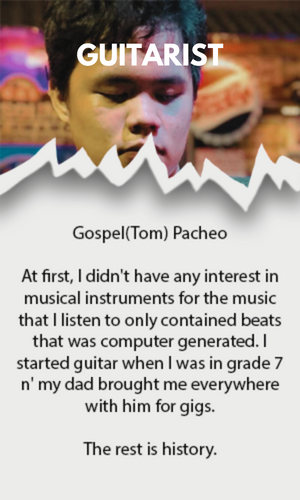 GUITARIST
Gospel(Tom) Pacheo
At first, I didn't have any interest in
musical instruments for the music
that I listen to only contained beats
that was computer generated. I
started guitar when I was in grade 7
n' my dad brought me everywhere
with him for gigs.
The rest is history.